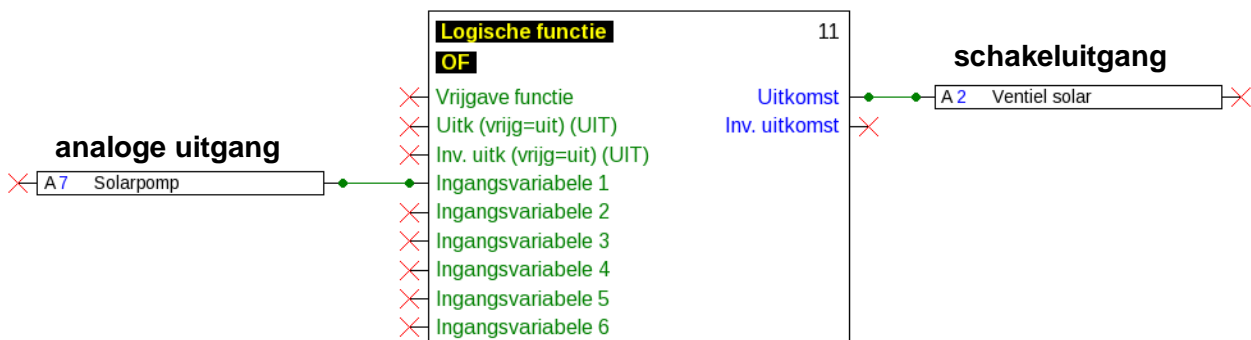 Logische functie 11
OF
schakeluitgang
Vrijgave functie Uitkomst A 2 Ventiel solar
Uitk (vrijg=uit) (UIT) Inv. uitkomst
Inv. uitk (vrijg=uit) (UIT)
analoge uitgang
A 7 Solarpomp Ingangsvariabele 1
Ingangsvariabele 2
Ingangsvariabele 3
Ingangsvariabele 4
Ingangsvariabele 5
Ingangsvariabele 6